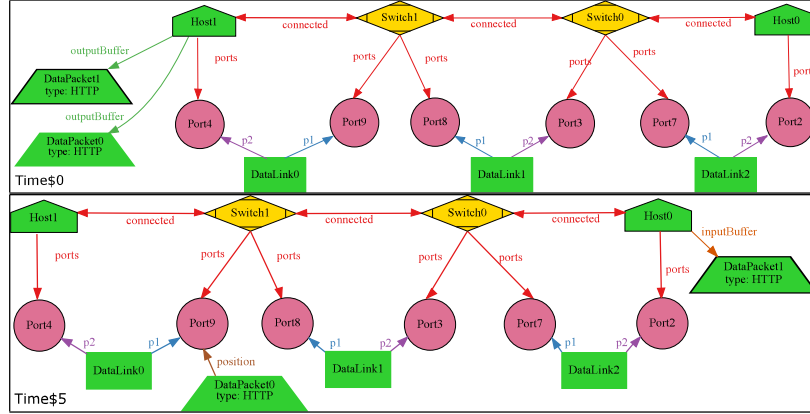 Host1
connected
Switch1
connected
Switch0
connected
Host0
outputBuffer
ports
ports
ports
ports
ports
DataPacket1
type: HTTP
outputBuffer
DataPacket0
type: HTTP
Port4
Port9
Port8
Port3
Port7
Port2
p2
p1
p1
p2
p1
p2
DataLink0
DataLink1
DataLink2
Time$0
Host1
connected
Switch1
connected
Switch0
connected
Host0
inputBuffer
ports
ports
ports
ports
ports
ports
DataPacket1
type: HTTP
Port4
Port9
Port8
Port3
Port7
Port2
p2
p1
p1
p2
p1
p2
position
DataLink0
DataLink1
DataLink2
DataPacket0
type: HTTP
Time$5